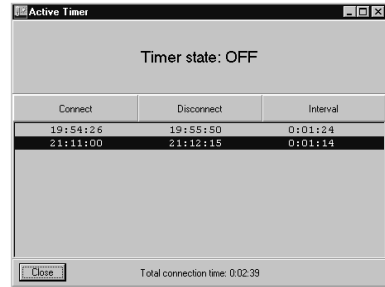 Active Timer
Timer state: OFF
Connect Disconnect Interval
19:54:26 19:55:50 0:01:24
21:11:00 21:12:15 0:01:14
Close Total connection time: 0:02:39